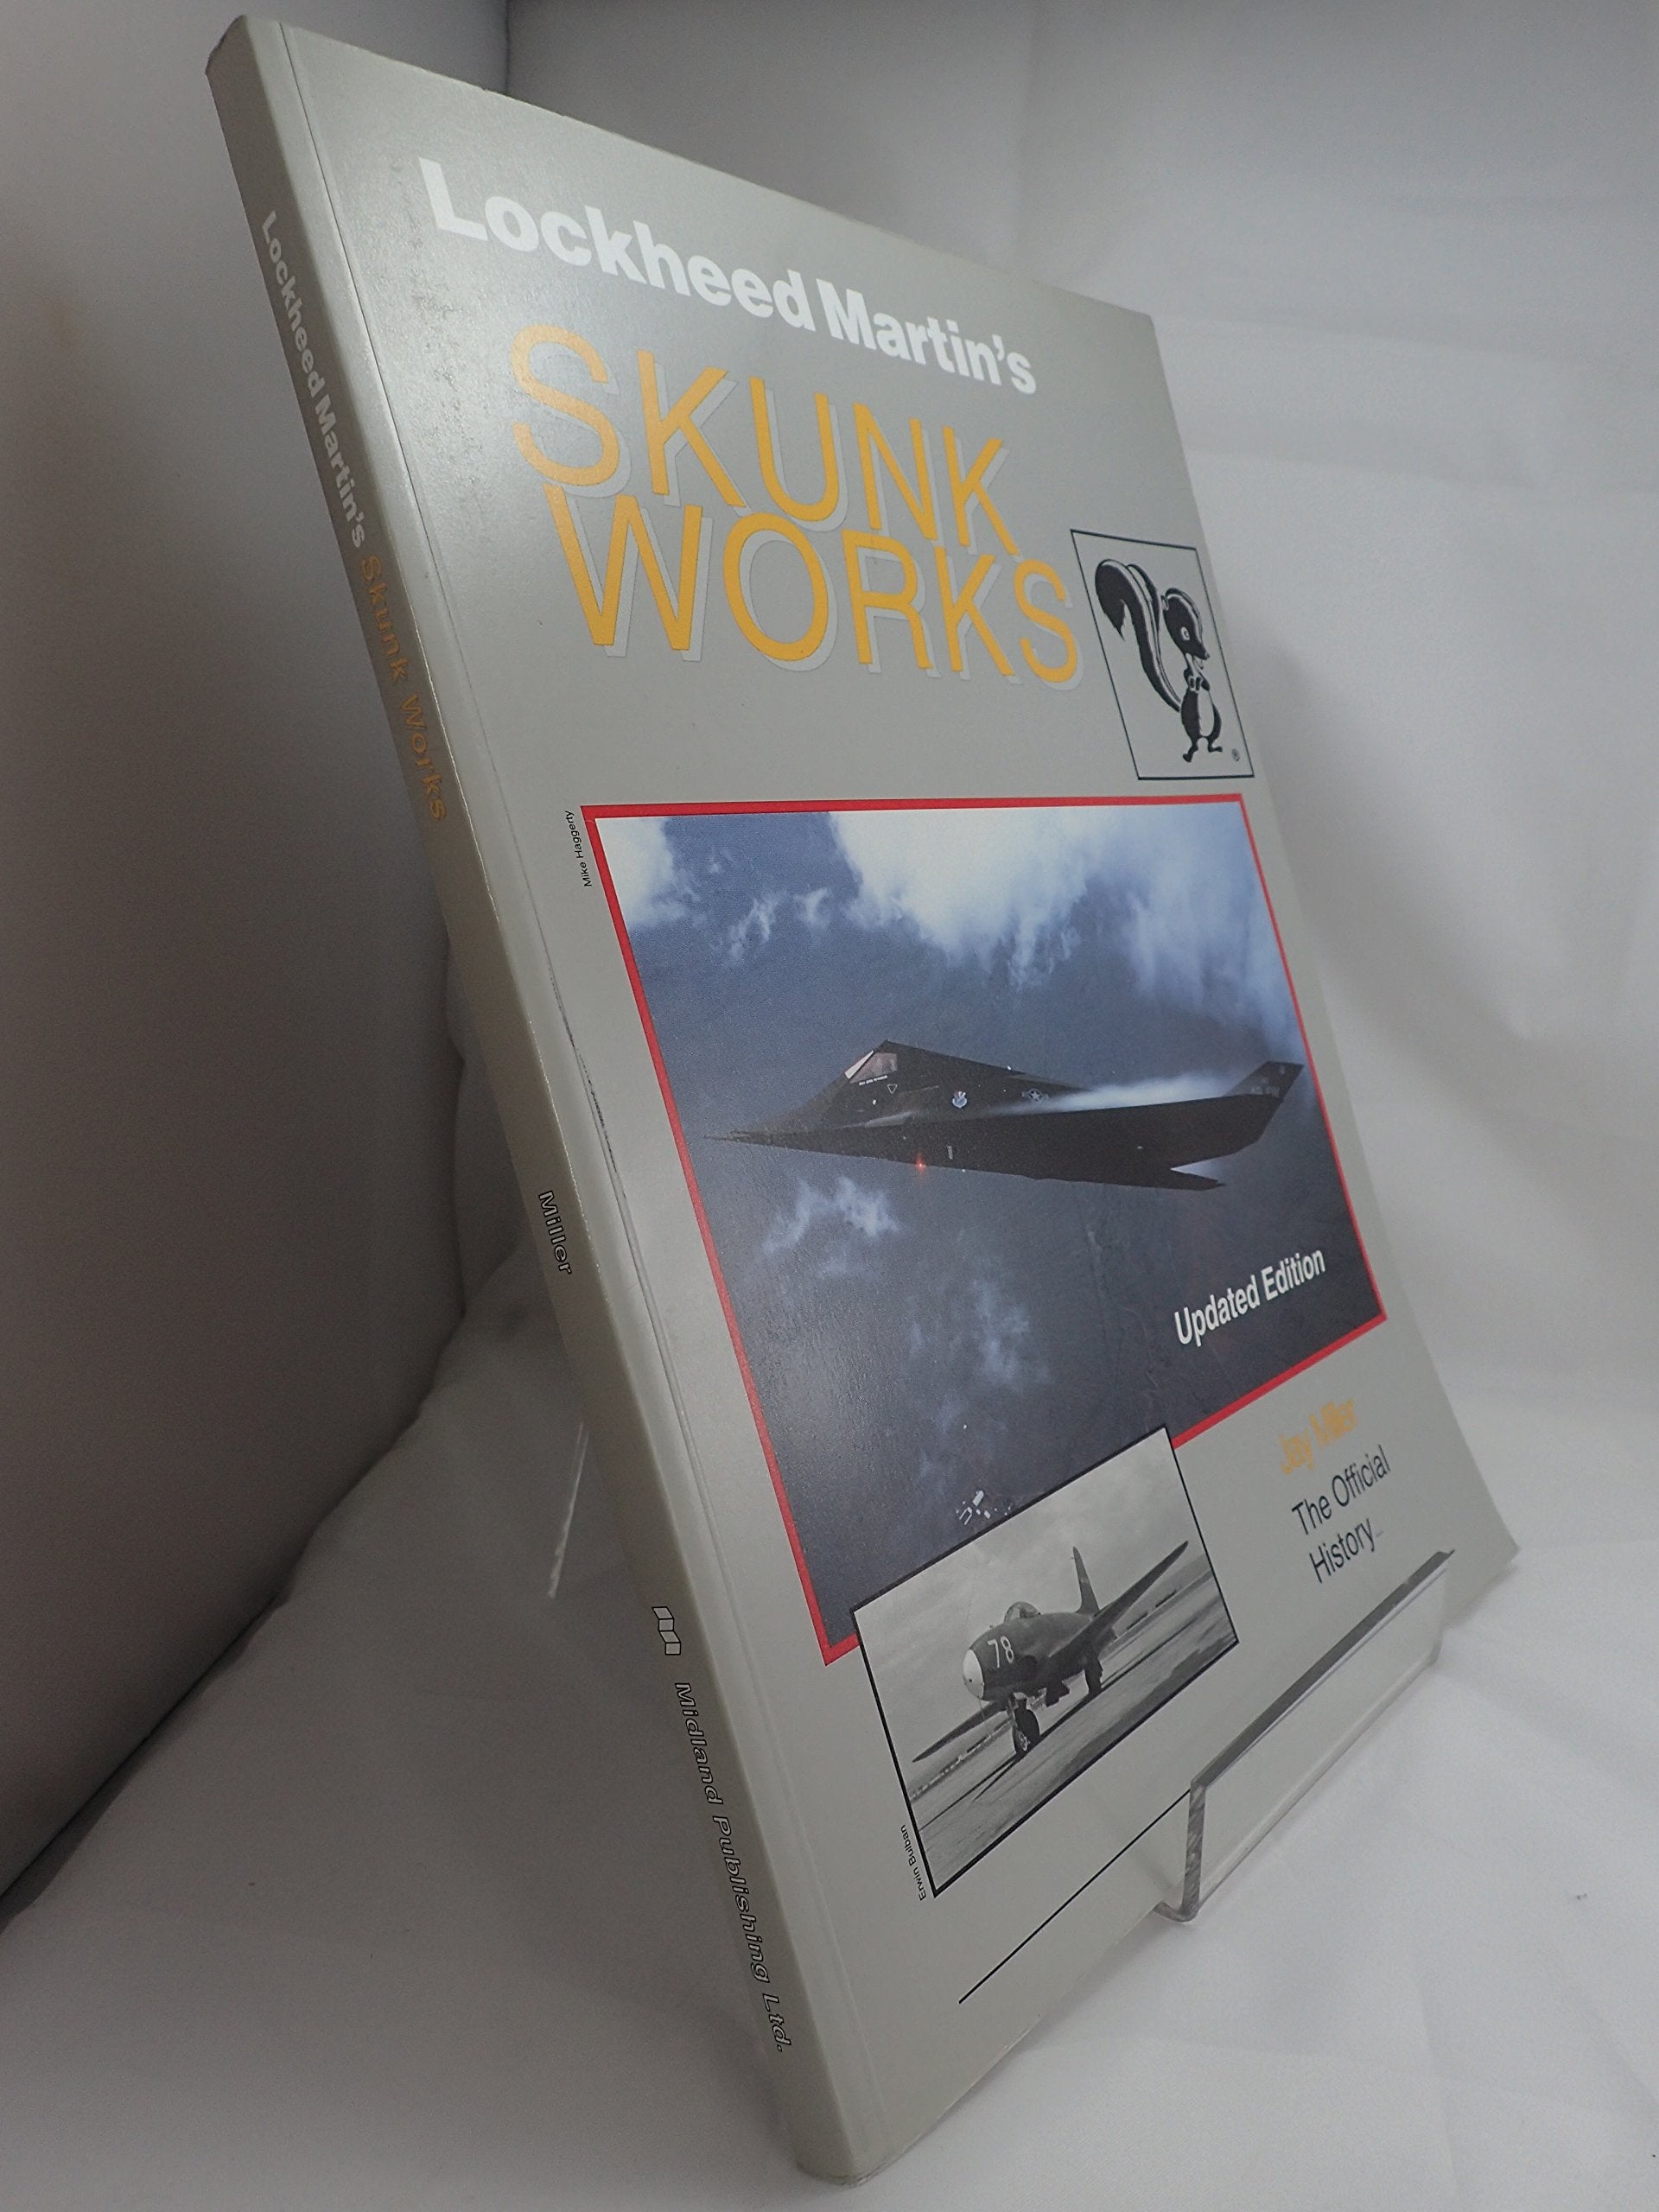 Lockheed Martin's
SKUNK
WORKS
®
Mike Haggerty
Updated Edition
Jay Miller
The Official
History...
78
Erwin Bulban
Lockheed Martin's Skunk Works
Miller
Midland Publishing Ltd.